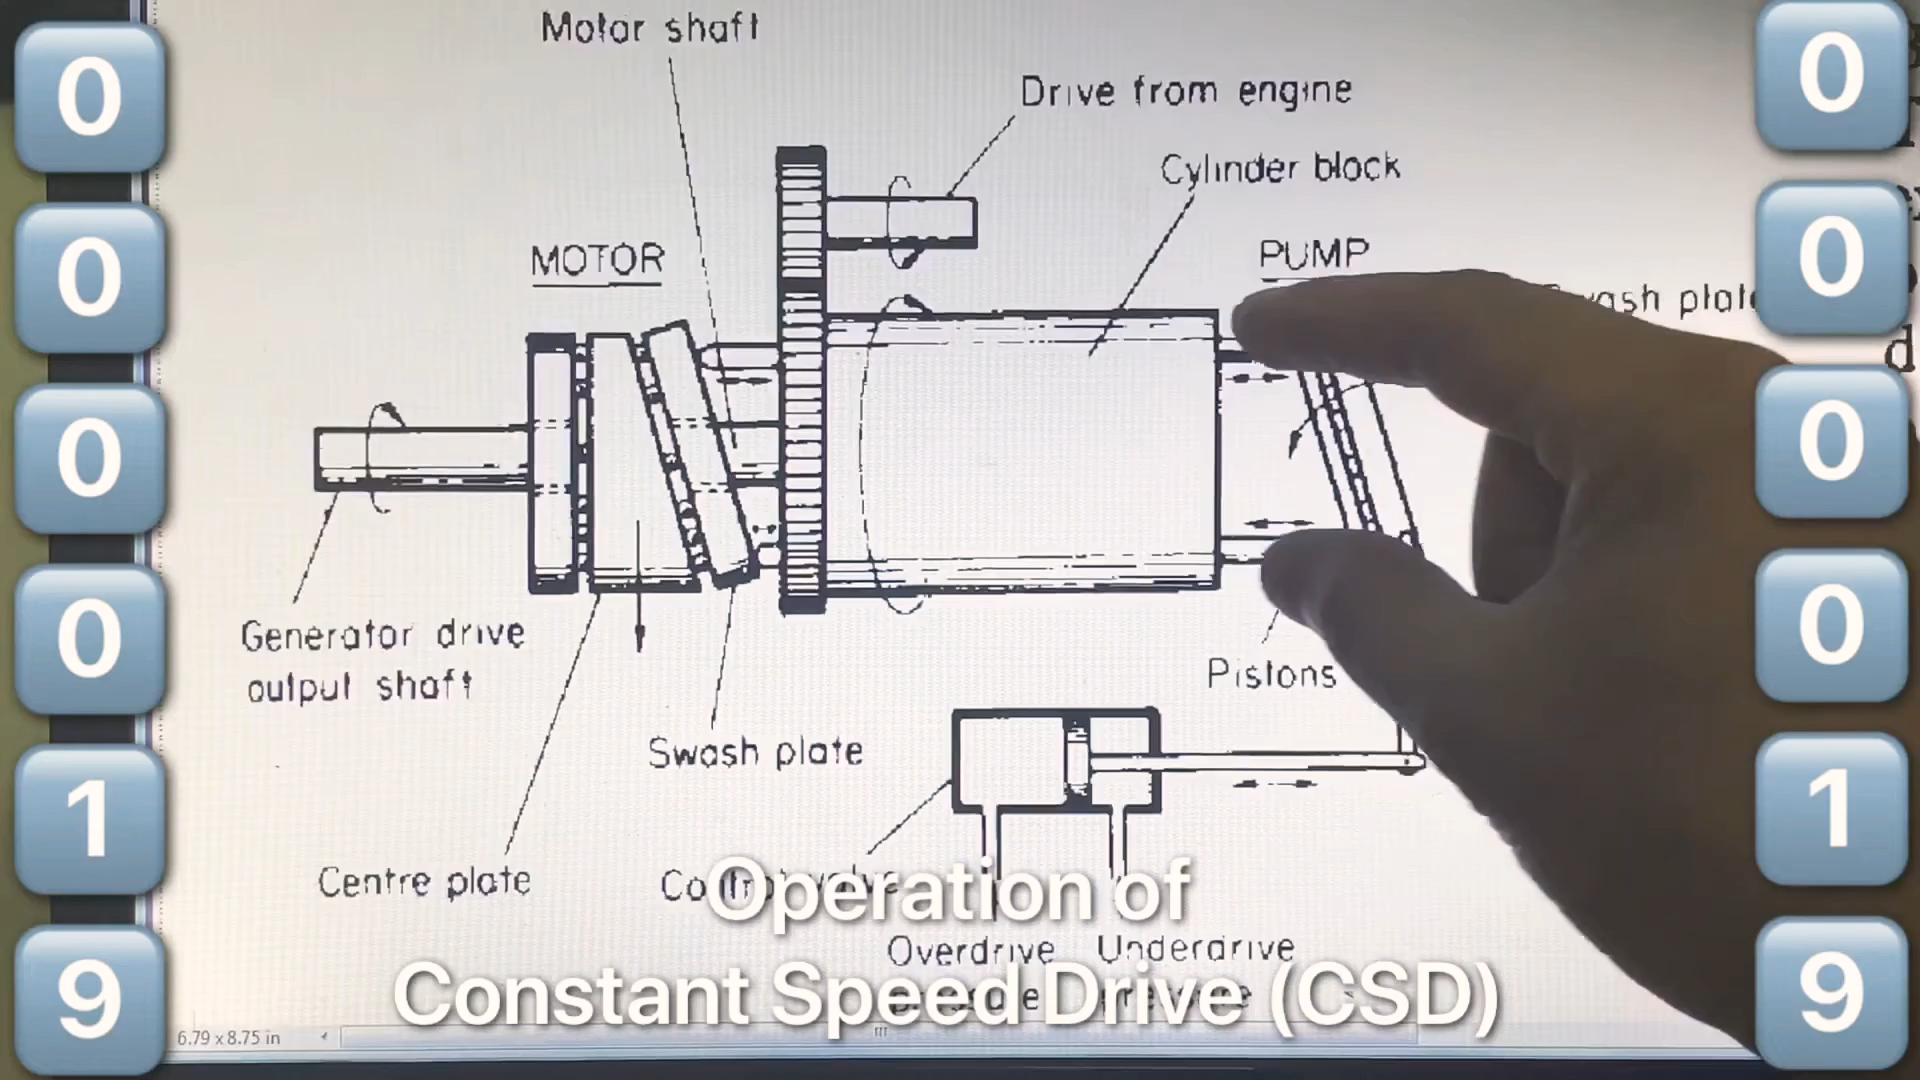 0
0
0
0
1
9
0
0
0
0
1
9
Motor shaft
Drive from engine
Cylinder block
MOTOR
PUMP
plate
d
Generator drive
output shaft
Swash plate
Pistons
Centre plate
Control valve
Operation of
Overdrive Underdrive
Constant Speed Drive (CSD)
6.79 x 8.75 in